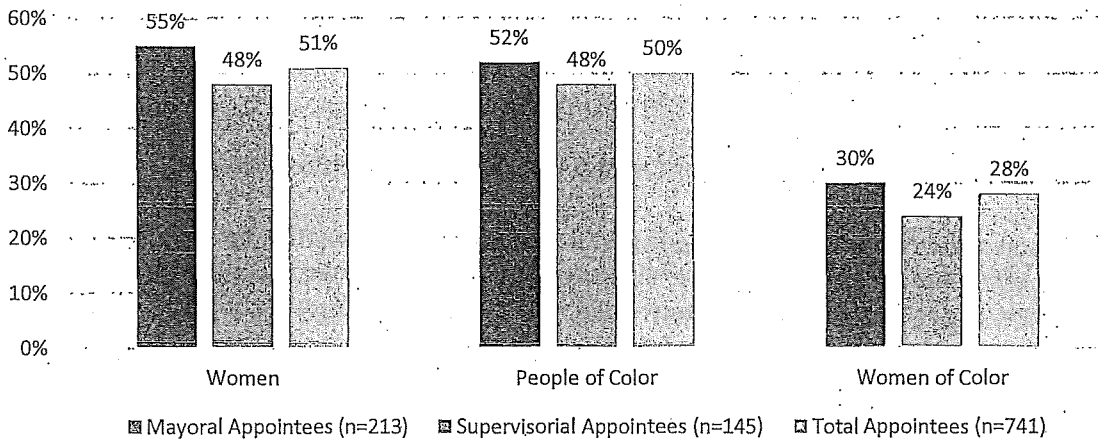 60%
50%
40%
30%
20%
10%
0%
55%
48%
51%
52%
48%
50%
30%
24%
28%
Women
People of Color
Women of Color
Mayoral Appointees (n=213)
Supervisorial Appointees (n=145)
Total Appointees (n=741)